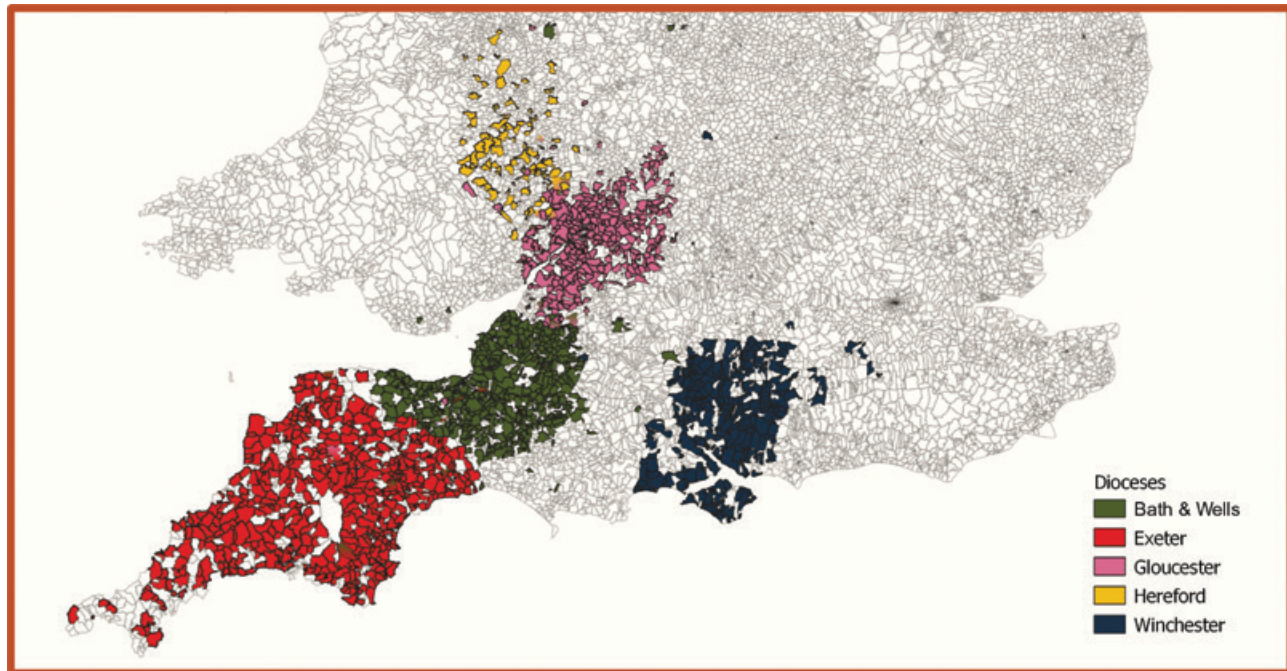 Dioceses
Bath & Wells
Exeter
Gloucester
Hereford
Winchester